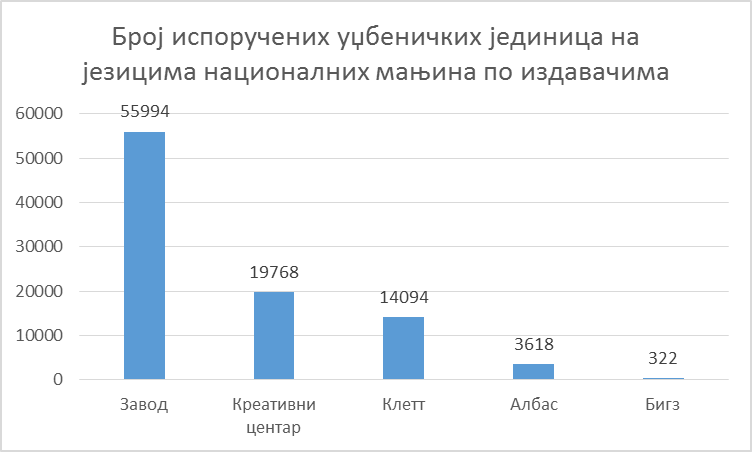 Број испоручених уџбеничких јединица на
језицима националних мањина по издавачима
60000
50000
40000
30000
20000
10000
0
55994
19768
14094
3618
322
Завод
Креативни
центар
Клетт
Албас
Бигз